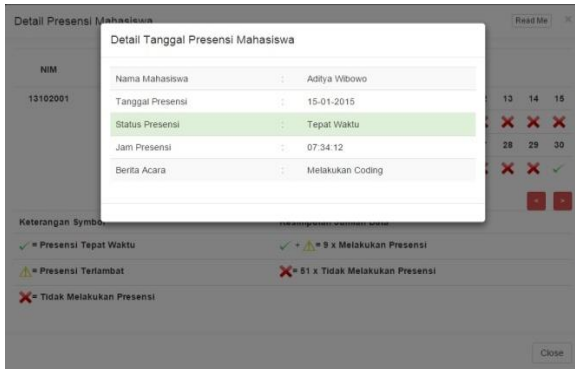 Detail Presensi Mahasiswa
Read Me
Detail Tanggal Presensi Mahasiswa
NIM
Nama Mahasiswa : Aditya Wibowo
13102001
Tanggal Presensi : 15-01-2015
13 14 15
Status Presensi : Tepat Waktu
Jam Presensi : 07:34:12
28 29 30
Berita Acara : Melakukan Coding
Keterangan Symbol
= Presensi Tepat Waktu
+ = 9 x Melakukan Presensi
= Presensi Terlambat
= 51 x Tidak Melakukan Presensi
= Tidak Melakukan Presensi
Close